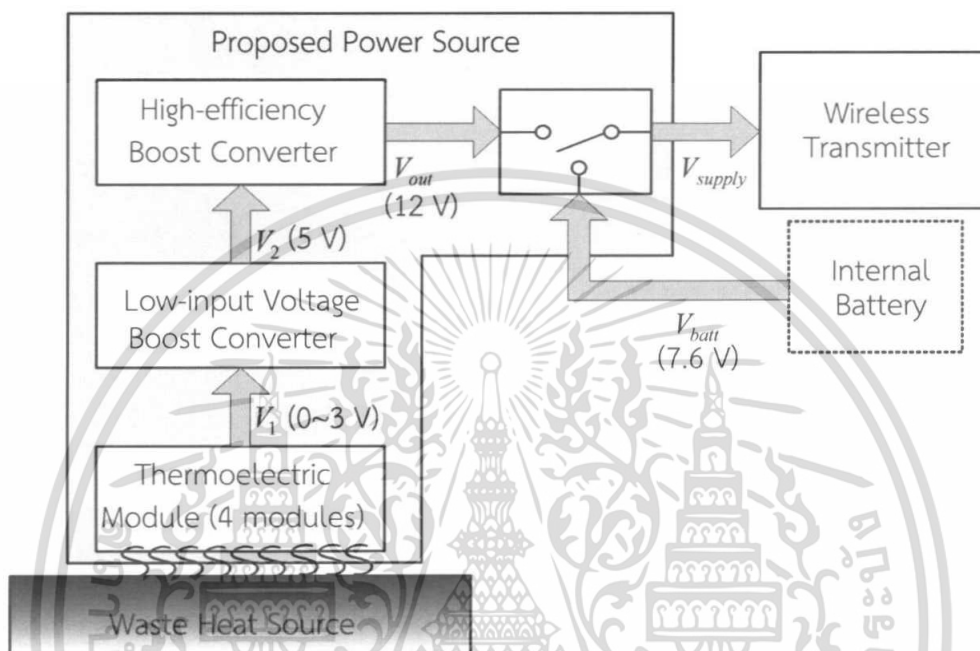 Proposed Power Source
High-efficiency
Boost Converter
V_out
(12 V)
V_supply
Wireless
Transmitter
V_2 (5 V)
Low-input Voltage
Boost Converter
Internal
Battery
V_batt
(7.6 V)
V_1 (0~3 V)
Thermoelectric
Module (4 modules)
Waste Heat Source